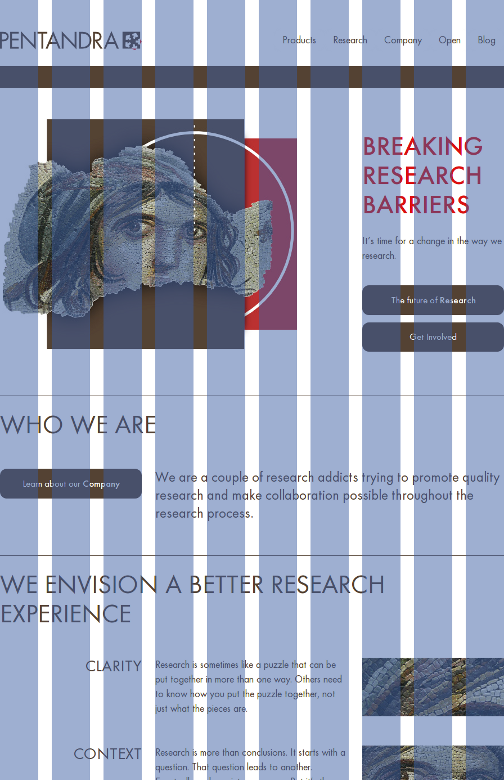 PENTANDRA
Products Research Company Open Blog
BREAKING
RESEARCH
BARRIERS
It's time for a change in the way we
research.
The future of Research
Get Involved
WHO WE ARE
Learn about our Company
We are a couple of research addicts trying to promote quality
research and make collaboration possible throughout the
research process.
WE ENVISION A BETTER RESEARCH
EXPERIENCE
CLARITY
Research is sometimes like a puzzle that can be
put together in more than one way. Others need
to know how you put the puzzle together, not
just what the pieces are.
CONTEXT
Research is more than conclusions. It starts with a
question. That question leads to another.